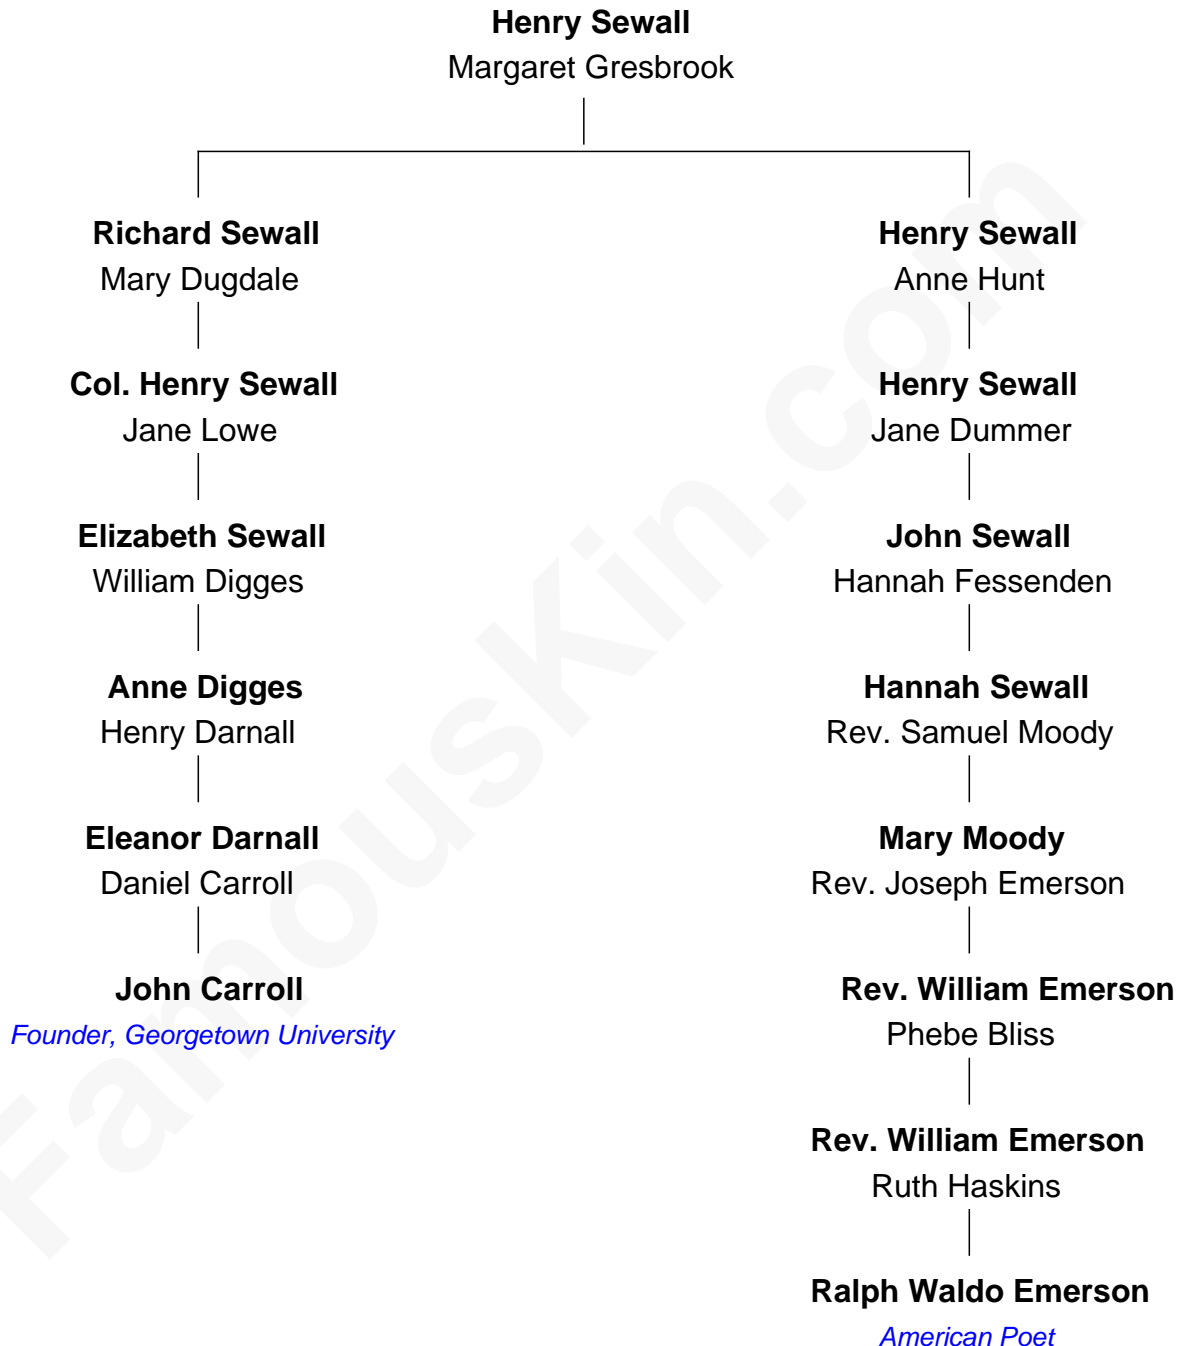 Henry Sewall
Margaret Gresbrook
Richard Sewall
Mary Dugdale
Henry Sewall
Anne Hunt
Col. Henry Sewall
Jane Lowe
Henry Sewall
Jane Dummer
Elizabeth Sewall
William Digges
John Sewall
Hannah Fessenden
Anne Digges
Henry Darnall
Hannah Sewall
Rev. Samuel Moody
Eleanor Darnall
Daniel Carroll
Mary Moody
Rev. Joseph Emerson
John Carroll
Founder, Georgetown University
Rev. William Emerson
Phebe Bliss
Rev. William Emerson
Ruth Haskins
Ralph Waldo Emerson
American Poet
FamousKin.com